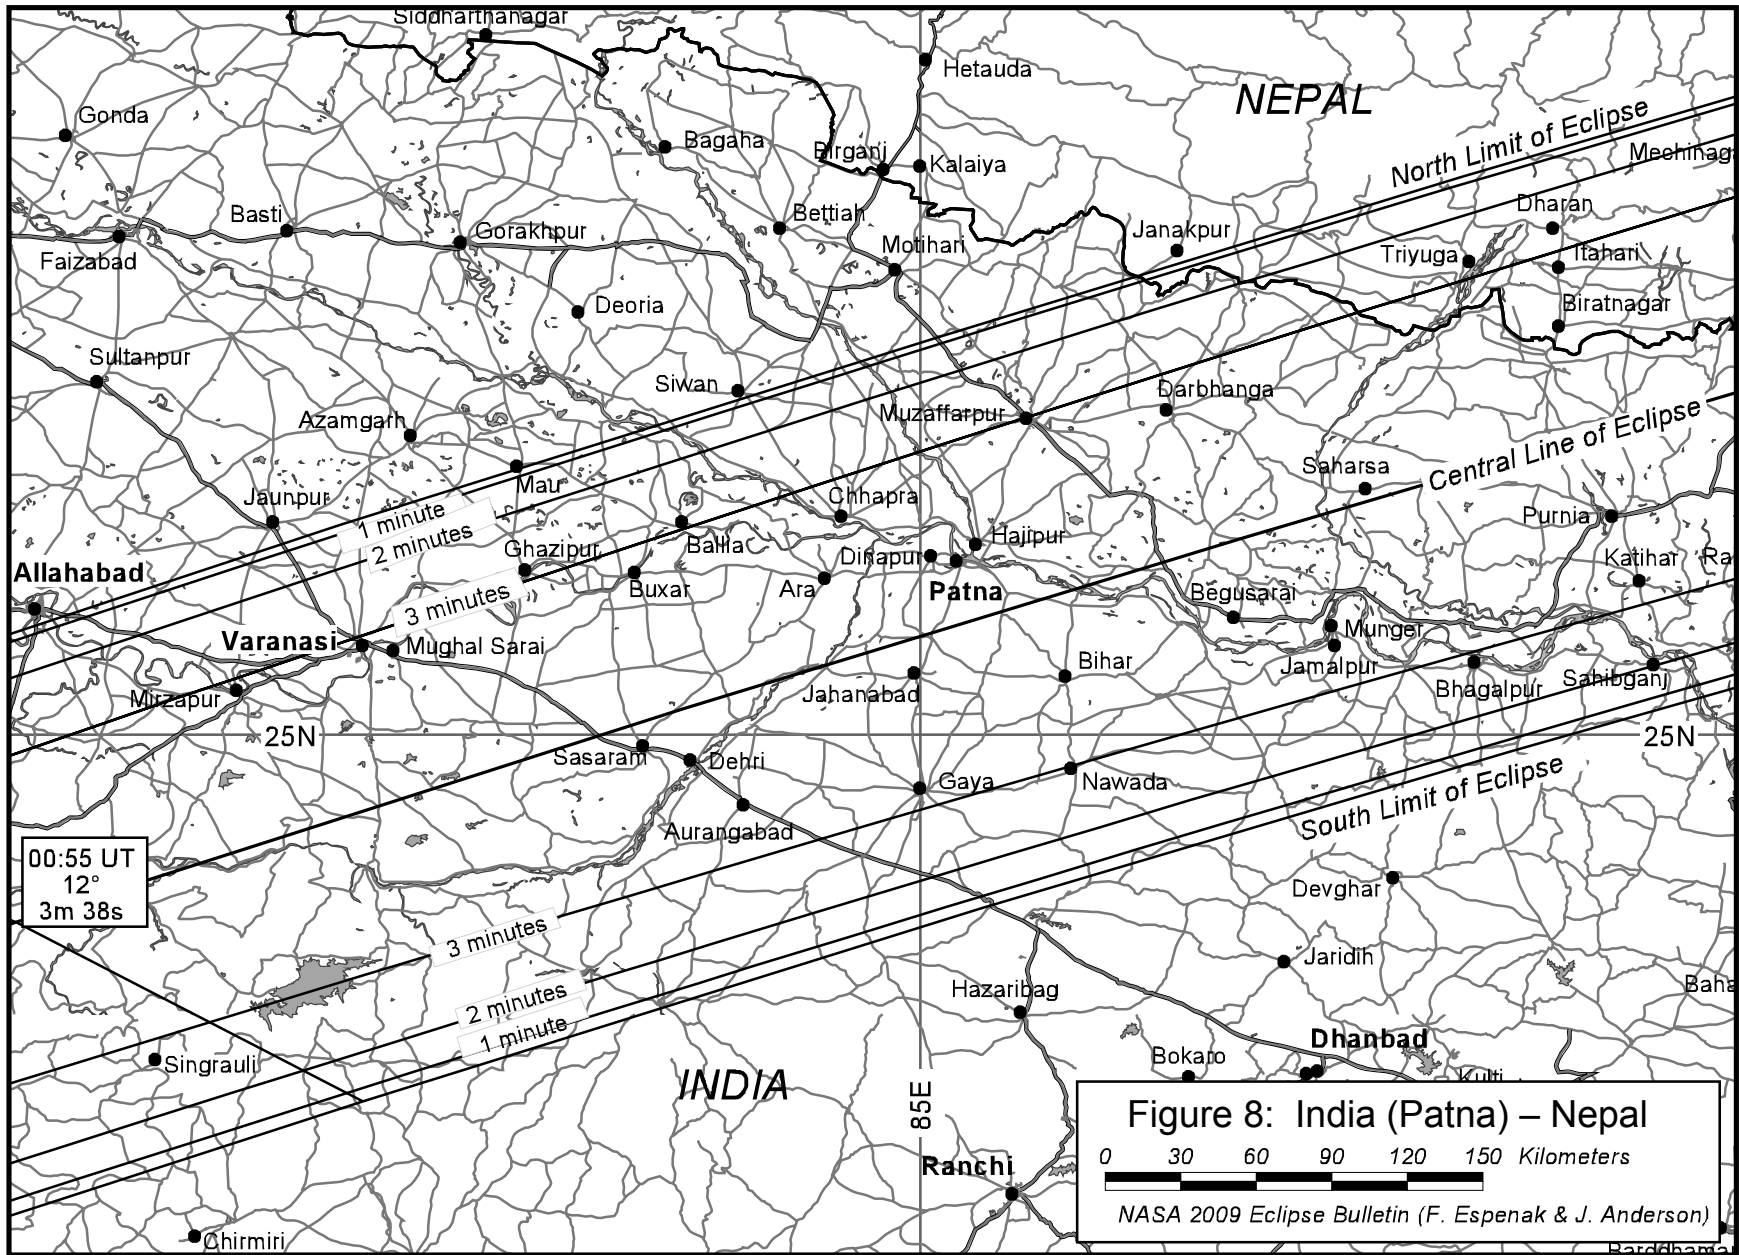 Siddharthanagar
Hetauda
NEPAL
Gonda
North Limit of Eclipse
Bagaha
Birganj
Kalaiya
Mechinag
Basti
Gorakhpur
Bettiah
Dharan
Faizabad
Motihari
Janakpur
Triyuga
Itahari
Deoria
Biratnagar
Sultanpur
Siwan
Darbhanga
Azamgarh
Muzaffarpur
Central Line of Eclipse
Saharsa
Mau
Jaunpur
Chhapra
1 minute
2 minutes
Purnia
Ghazipur
Ballia
Dinapur
Hajipur
Katihar
Ra
Allahabad
3 minutes
Buxar
Ara
Patna
Begusarai
Varanasi
Mughal Sarai
Munger
Bihar
Jamalpur
Mirzapur
Jahanabad
Bhagalpur
Sahibganj
25N
25N
Sasaram
Dehri
Gaya
Nawada
South Limit of Eclipse
Aurangabad
00:55 UT
12°
3m 38s
Devghar
3 minutes
Jaridih
2 minutes
Hazaribag
Baha
1 minute
Dhanbad
Singrauli
Bokaro
INDIA
Kulti
85E
Figure 8: India (Patna) – Nepal
0 30 60 90 120 150 Kilometers
Ranchi
NASA 2009 Eclipse Bulletin (F. Espenak & J. Anderson)
Chirmiri
Barddhaman